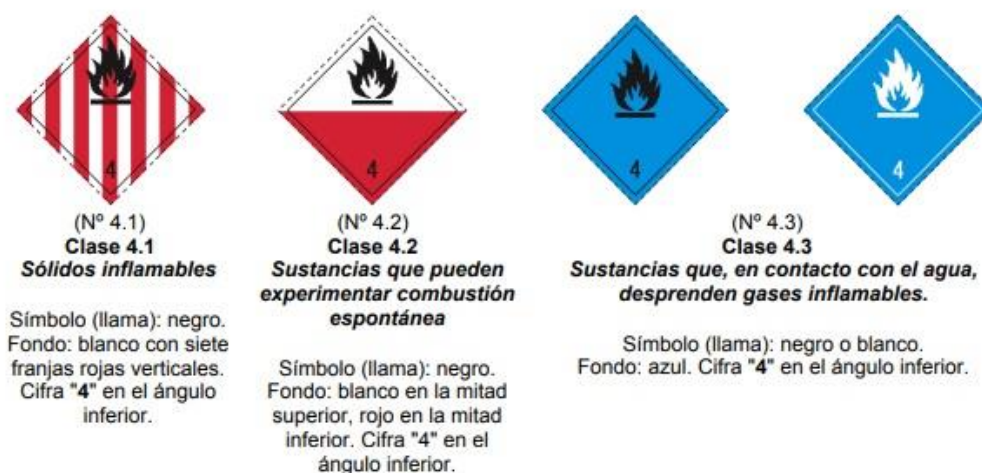 4
4
4
4
(Nº 4.1)
Clase 4.1
Sólidos inflamables
Símbolo (llama): negro.
Fondo: blanco con siete
franjas rojas verticales.
Cifra "4" en el ángulo
inferior.
(Nº 4.2)
Clase 4.2
Sustancias que pueden
experimentar combustión
espontánea
Símbolo (llama): negro.
Fondo: blanco en la mitad
superior, rojo en la mitad
inferior. Cifra "4" en el
ángulo inferior.
(Nº 4.3)
Clase 4.3
Sustancias que, en contacto con el agua,
desprenden gases inflamables.
Símbolo (llama): negro o blanco.
Fondo: azul. Cifra "4" en el ángulo inferior.